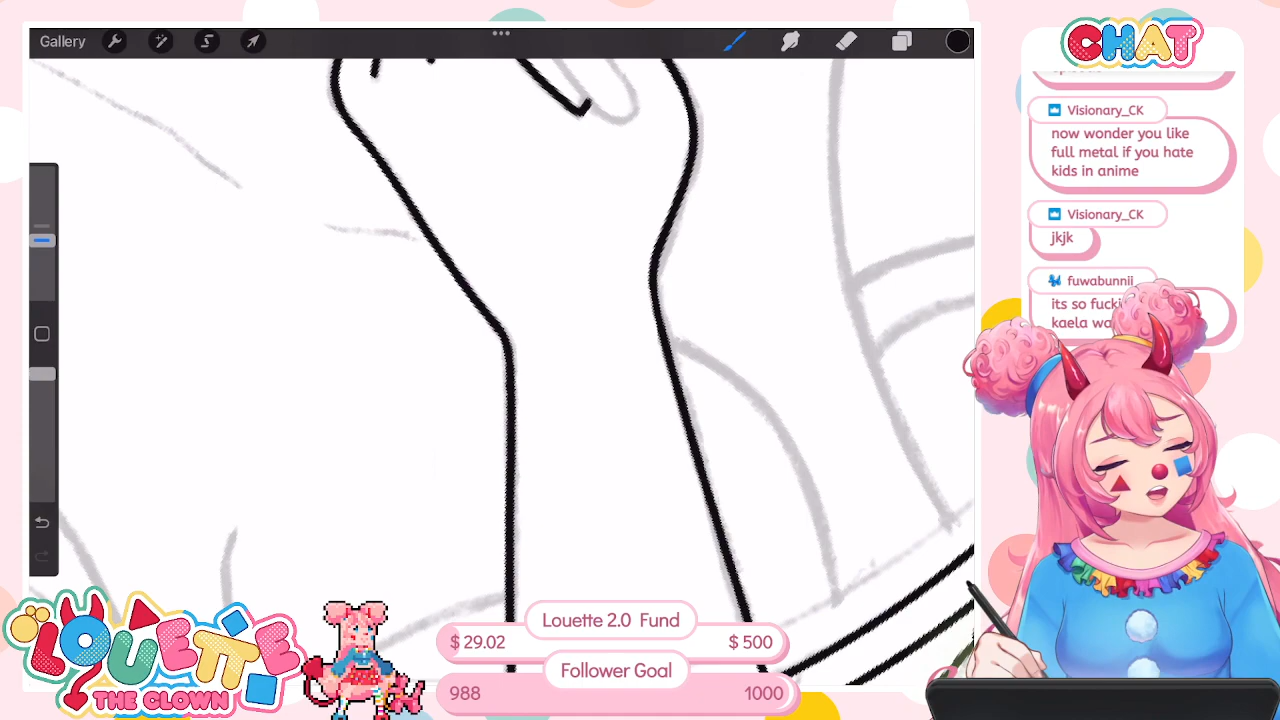 Gallery
CHAT
Visionary_CK
now wonder you like
full metal if you hate
kids in anime
Visionary_CK
jkjk
fuwabunnii
its so
kaela
LOUETTE
THE CLOWN
Louette 2.0 Fund
$ 29.02
$ 500
Follower Goal
988
1000